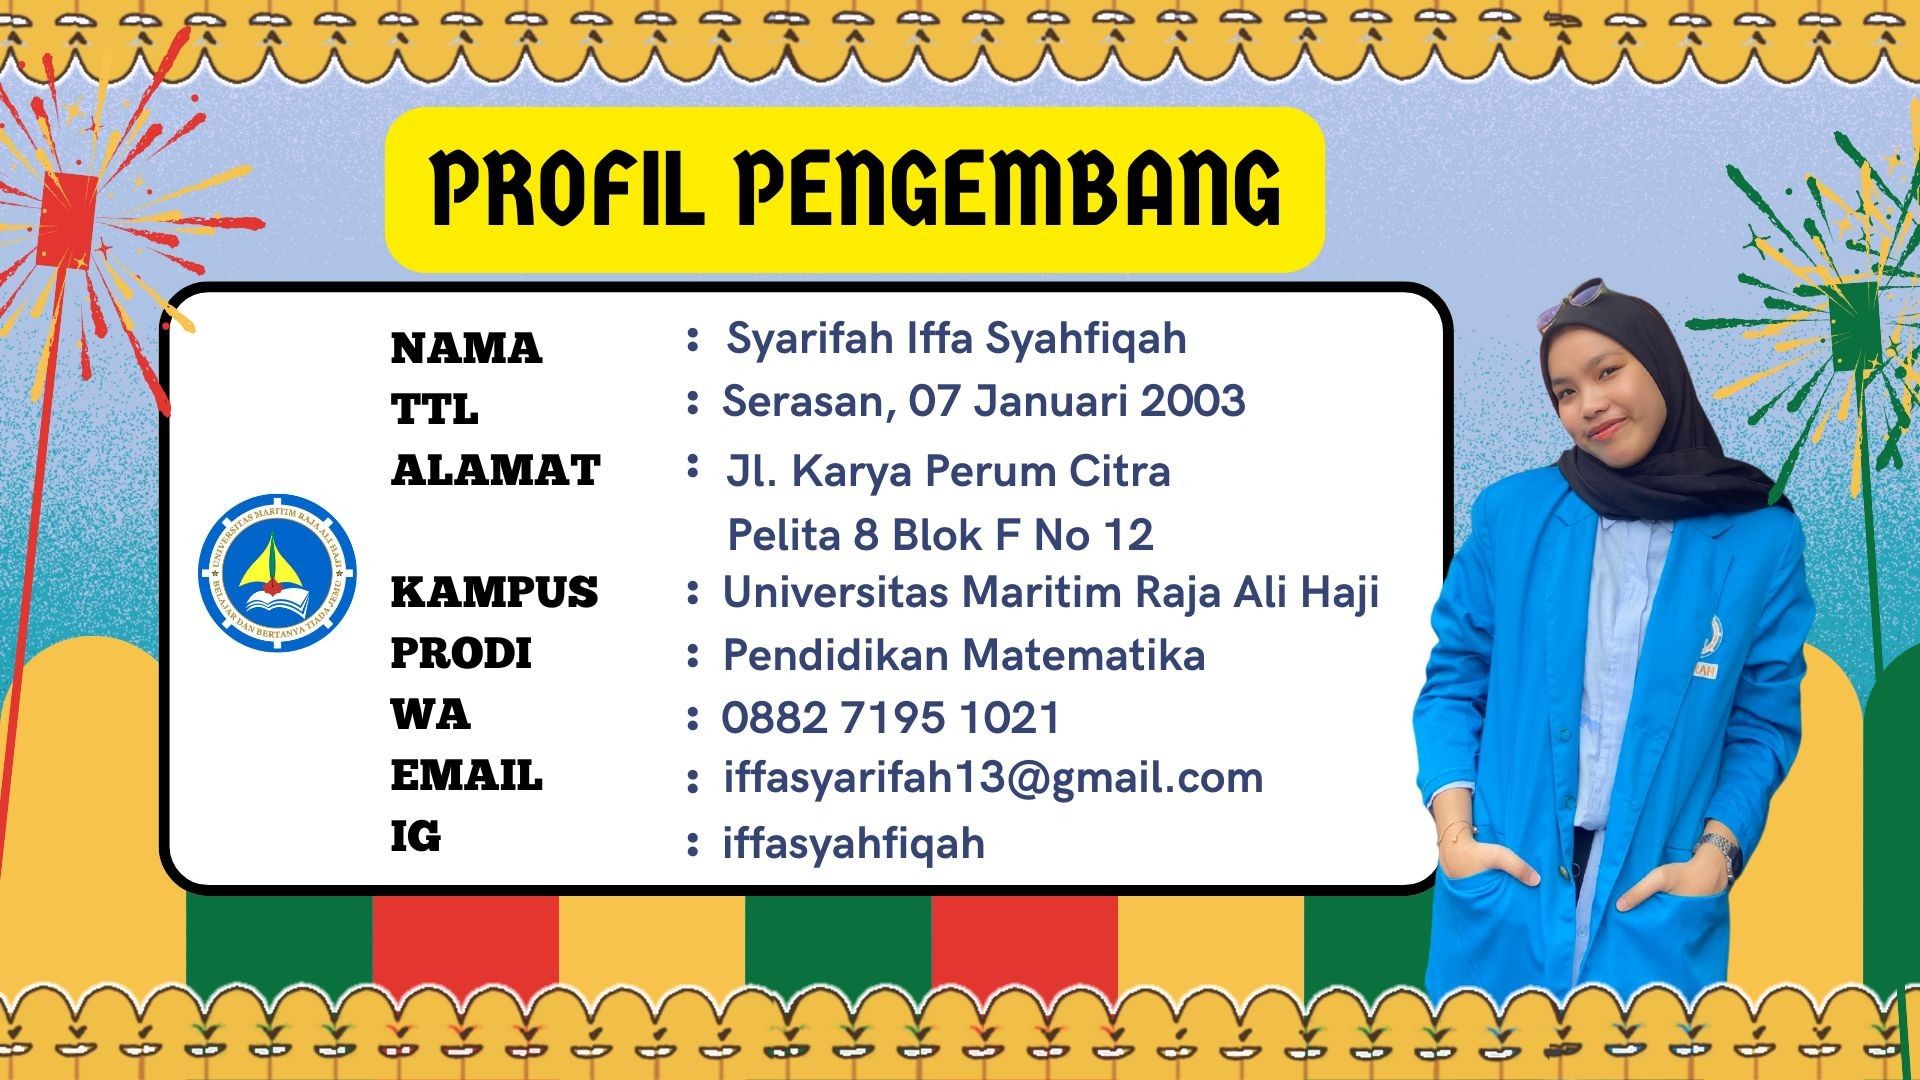 PROFIL PENGEMBANG
NAMA : Syarifah Iffa Syahfiqah
TTL : Serasan, 07 Januari 2003
ALAMAT : Jl. Karya Perum Citra
Pelita 8 Blok F No 12
KAMPUS : Universitas Maritim Raja Ali Haji
PRODI : Pendidikan Matematika
WA : 0882 7195 1021
EMAIL : iffasyarifah13@gmail.com
IG : iffasyahfiqah
UNIVERSITAS MARITIM RAJA ALI HAJI
BELAJAR DAN BERTANYA TIADA JEMU